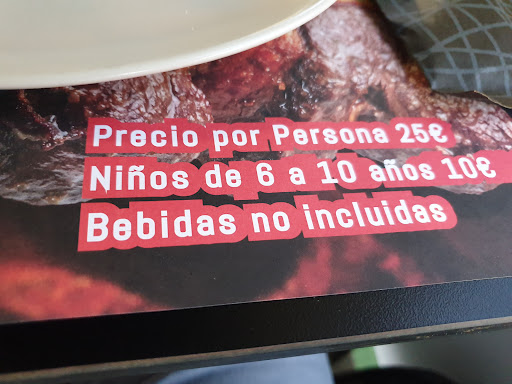 Precio por Persona 25€
Niños de 6 a 10 años 10€
Bebidas no incluidas